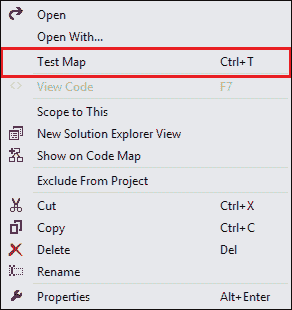 Open
Open With...
Test Map Ctrl+T
View Code F7
Scope to This
New Solution Explorer View
Show on Code Map
Exclude From Project
Cut Ctrl+X
Copy Ctrl+C
Delete Del
Rename
Properties Alt+Enter